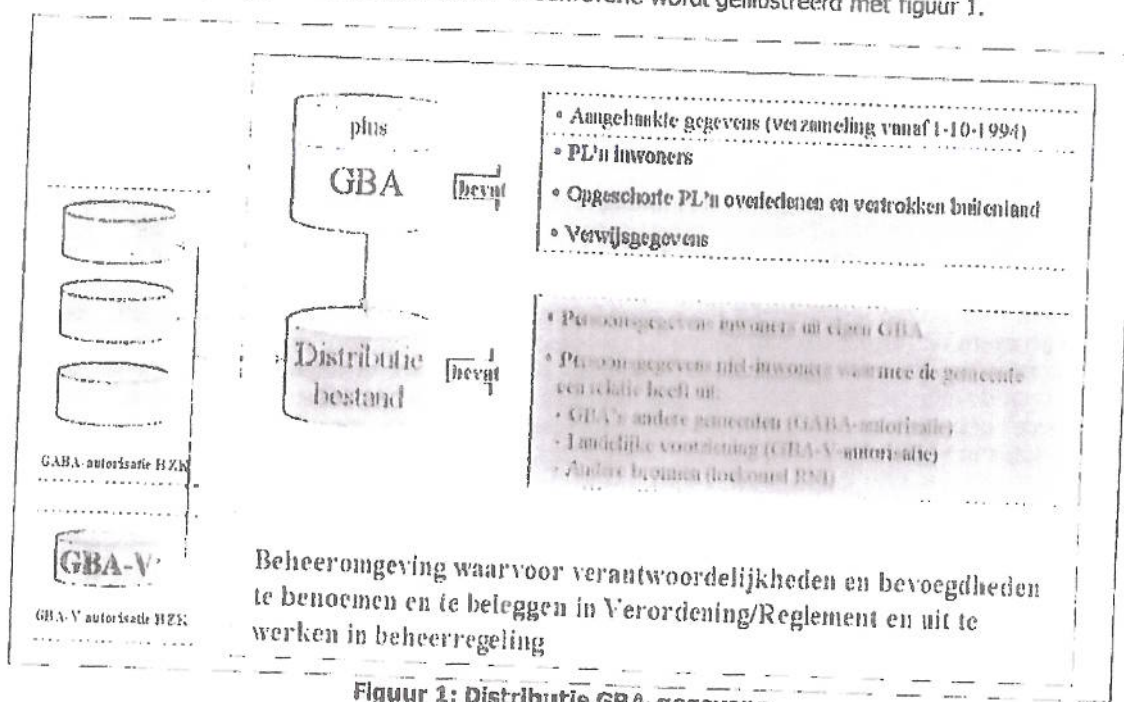 wordt geïllustreerd met figuur 1.
plus
GBA
bevat
• Aangehaakte gegevens (verzameling vanaf 1-10-1994)
• PL'n inwoners
• Opgeschorte PL'n overledenen en vertrokken buitenland
• Verwijsgegevens
Distributie
bestand
bevat
• Persoonsgegevens inwoners uit eigen GBA
• Persoonsgegevens niet-inwoners waarmee de gemeente
een relatie heeft uit:
- GBA's andere gemeenten (GABA-autorisatie)
- Landelijke voorziening (GBA-V-autorisatie)
- Andere bronnen (toekomst RNI)
GABA-autorisatie HZK
GBA-V
GBA-V autorisatie HZK
Beheeromgeving waarvoor verantwoordelijkheden en bevoegdheden
te benoemen en te beleggen in Verordening/Reglement en uit te
werken in beheerregeling
Figuur 1: Distributie GBA-gegevens